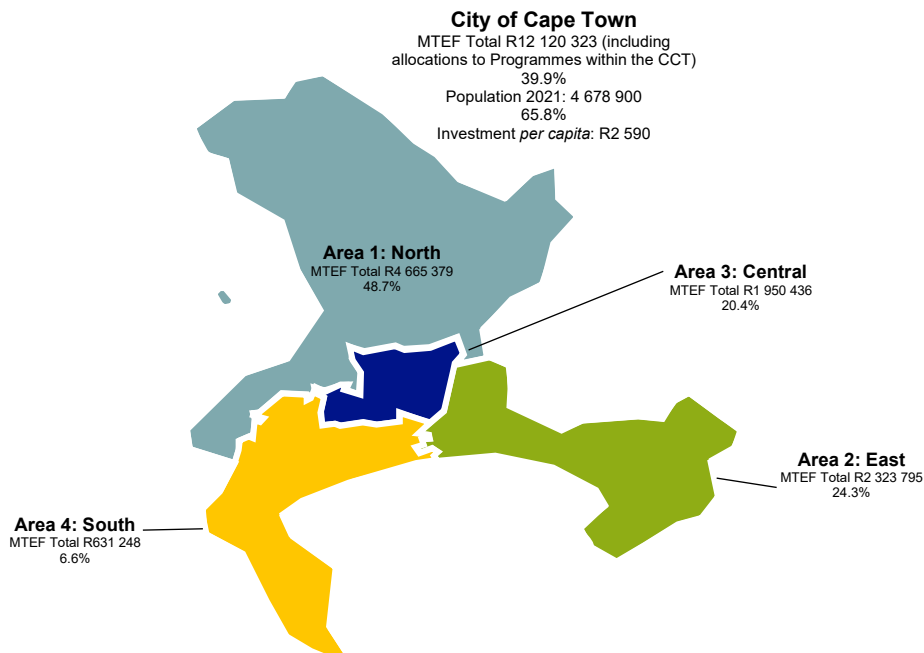 City of Cape Town
MTEF Total R12 120 323 (including
allocations to Programmes within the CCT)
39.9%
Population 2021: 4 678 900
65.8%
Investment per capita: R2 590
Area 1: North
MTEF Total R4 665 379
48.7%
Area 3: Central
MTEF Total R1 950 436
20.4%
Area 2: East
MTEF Total R2 323 795
24.3%
Area 4: South
MTEF Total R631 248
6.6%